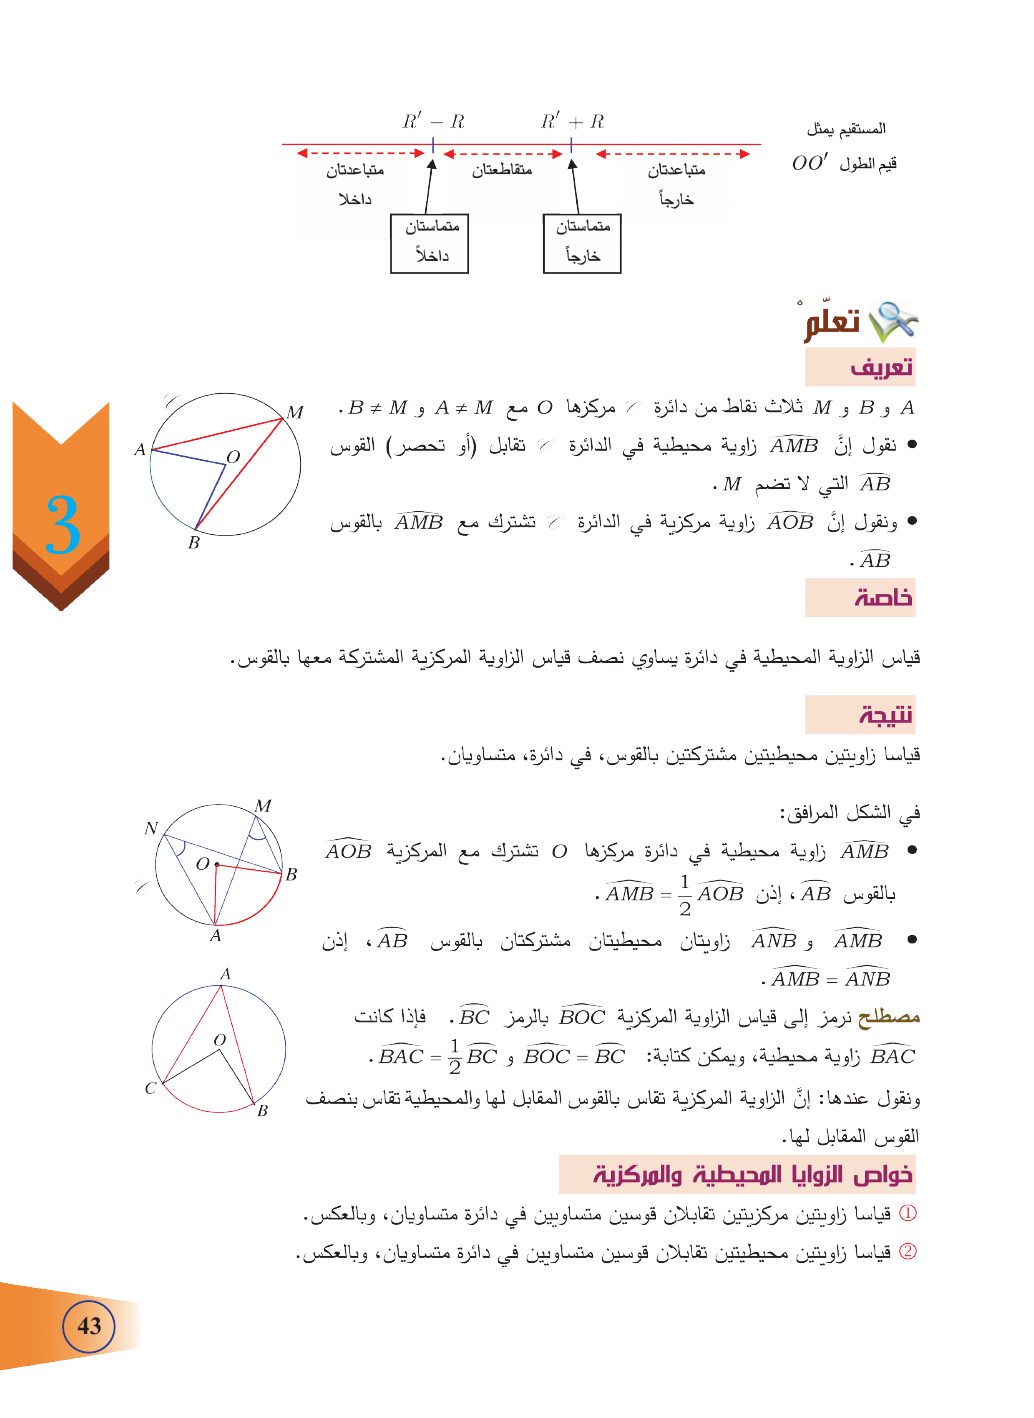 المستقيم يمثل
قيم الطول OO′
R′ − R
R′ + R
متباعدتان داخلا
متقاطعتان
متباعدتان خارجاً
متماستان داخلاً
متماستان خارجاً
تعلّمْ
تعريف
A و B و M ثلاث نقاط من دائرة 𝒞 مركزها O مع A ≠ M و B ≠ M .
• نقول إنَّ AMB زاوية محيطية في الدائرة 𝒞 تقابل (أو تحصر) القوس
AB التي لا تضم M .
• ونقول إنَّ AOB زاوية مركزية في الدائرة 𝒞 تشترك مع AMB بالقوس
AB .
𝒞
M
A
O
B
3
خاصة
قياس الزاوية المحيطية في دائرة يساوي نصف قياس الزاوية المركزية المشتركة معها بالقوس.
نتيجة
قياسا زاويتين محيطيتين مشتركتين بالقوس، في دائرة، متساويان.
في الشكل المرافق:
• AMB زاوية محيطية في دائرة مركزها O تشترك مع المركزية AOB
بالقوس AB ، إذن AMB = 1/2 AOB .
• AMB و ANB زاويتان محيطيتان مشتركتان بالقوس AB ، إذن
AMB = ANB .
M
N
O
B
𝒞
A
مصطلح نرمز إلى قياس الزاوية المركزية BOC بالرمز BC . فإذا كانت
BAC زاوية محيطية، ويمكن كتابة: BOC = BC و BAC = 1/2 BC .
ونقول عندها: إنَّ الزاوية المركزية تقاس بالقوس المقابل لها والمحيطية تقاس بنصف
القوس المقابل لها.
A
O
C
B
خواص الزوايا المحيطية والمركزية
① قياسا زاويتين مركزيتين تقابلان قوسين متساويين في دائرة متساويان، وبالعكس.
② قياسا زاويتين محيطيتين تقابلان قوسين متساويين في دائرة متساويان، وبالعكس.
43